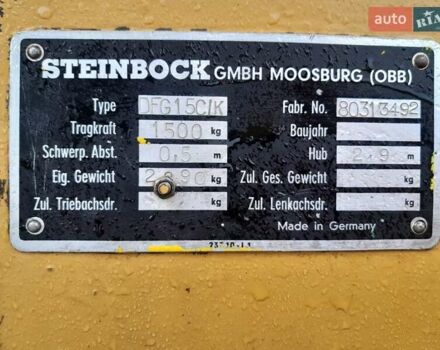 auto RIA
STEINBOCK GMBH MOOSBURG (OBB)
Type DFG15C/K Fabr. No. 80313492
Tragkraft 1500 kg Baujahr
Schwerp. Abst. 0,5 m Hub 2,9 m
Eig. Gewicht kg Zul. Ges. Gewicht kg
Zul. Triebachsdr. kg Zul. Lenkachsdr. kg
Made in Germany